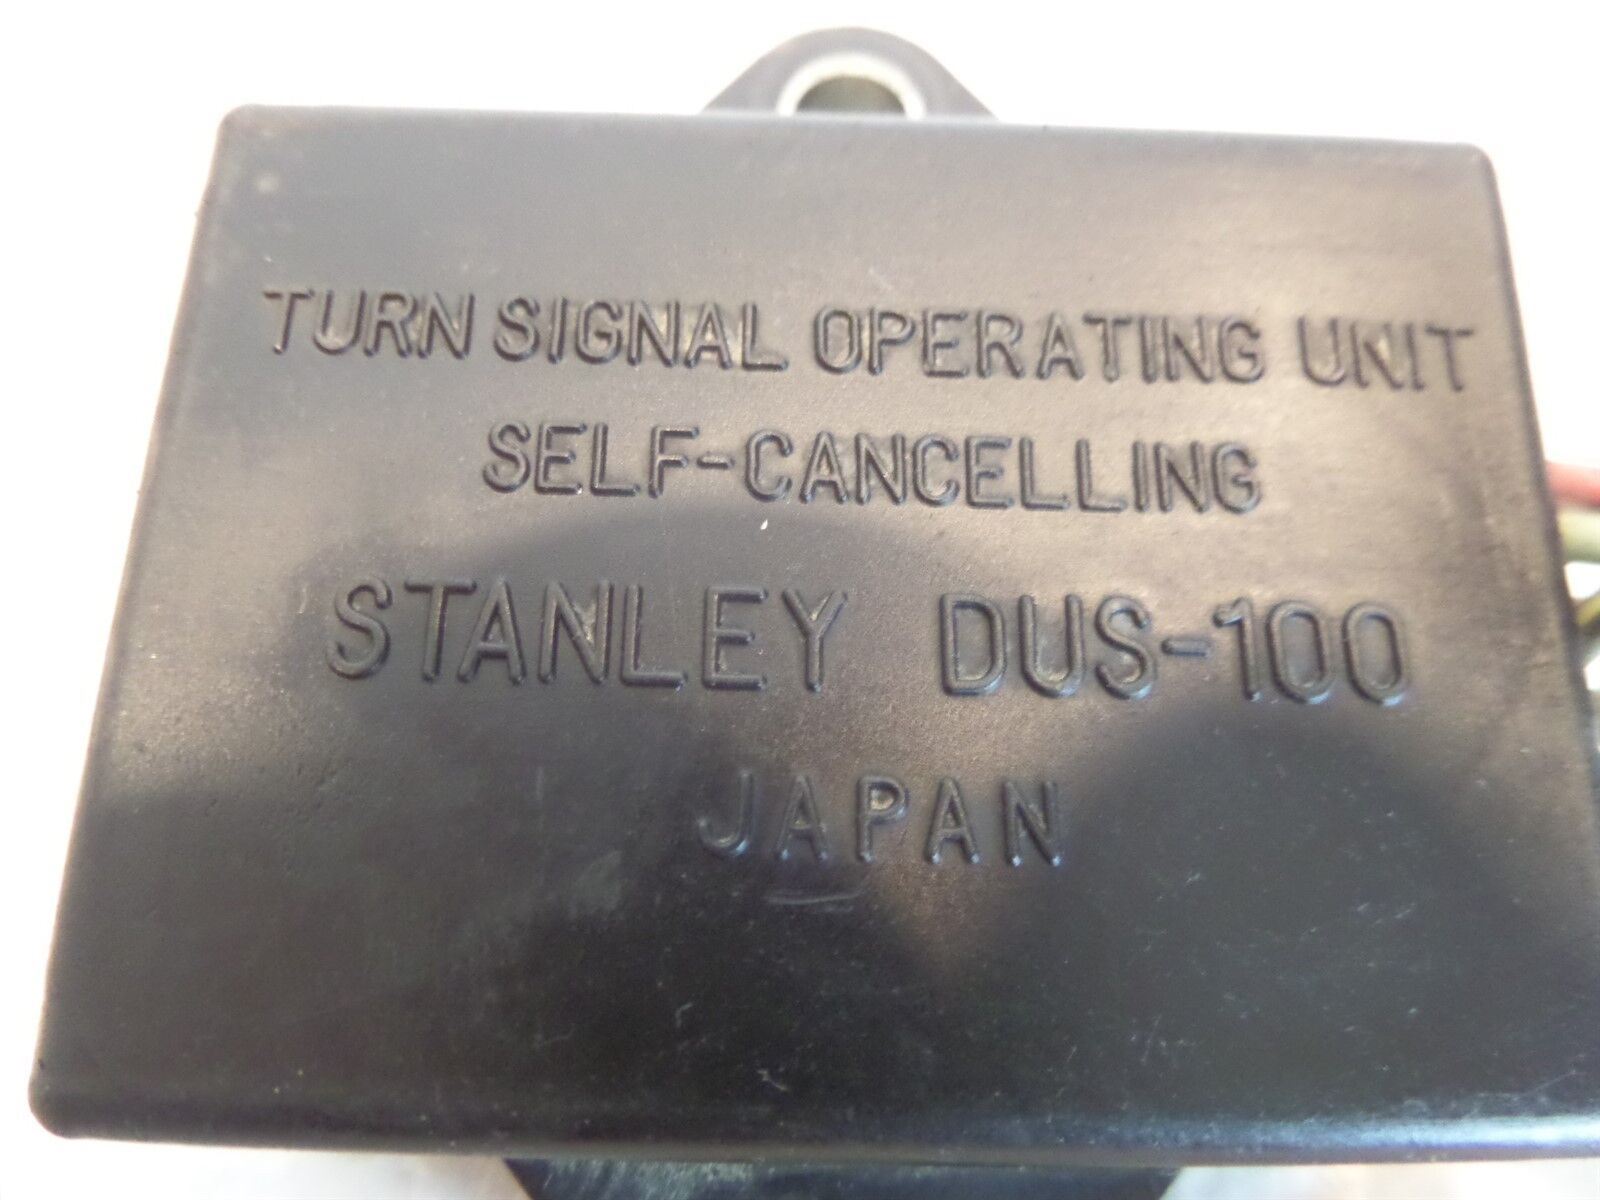 TURN SIGNAL OPERATING UNIT
SELF-CANCELLING
STANLEY DUS-100
JAPAN